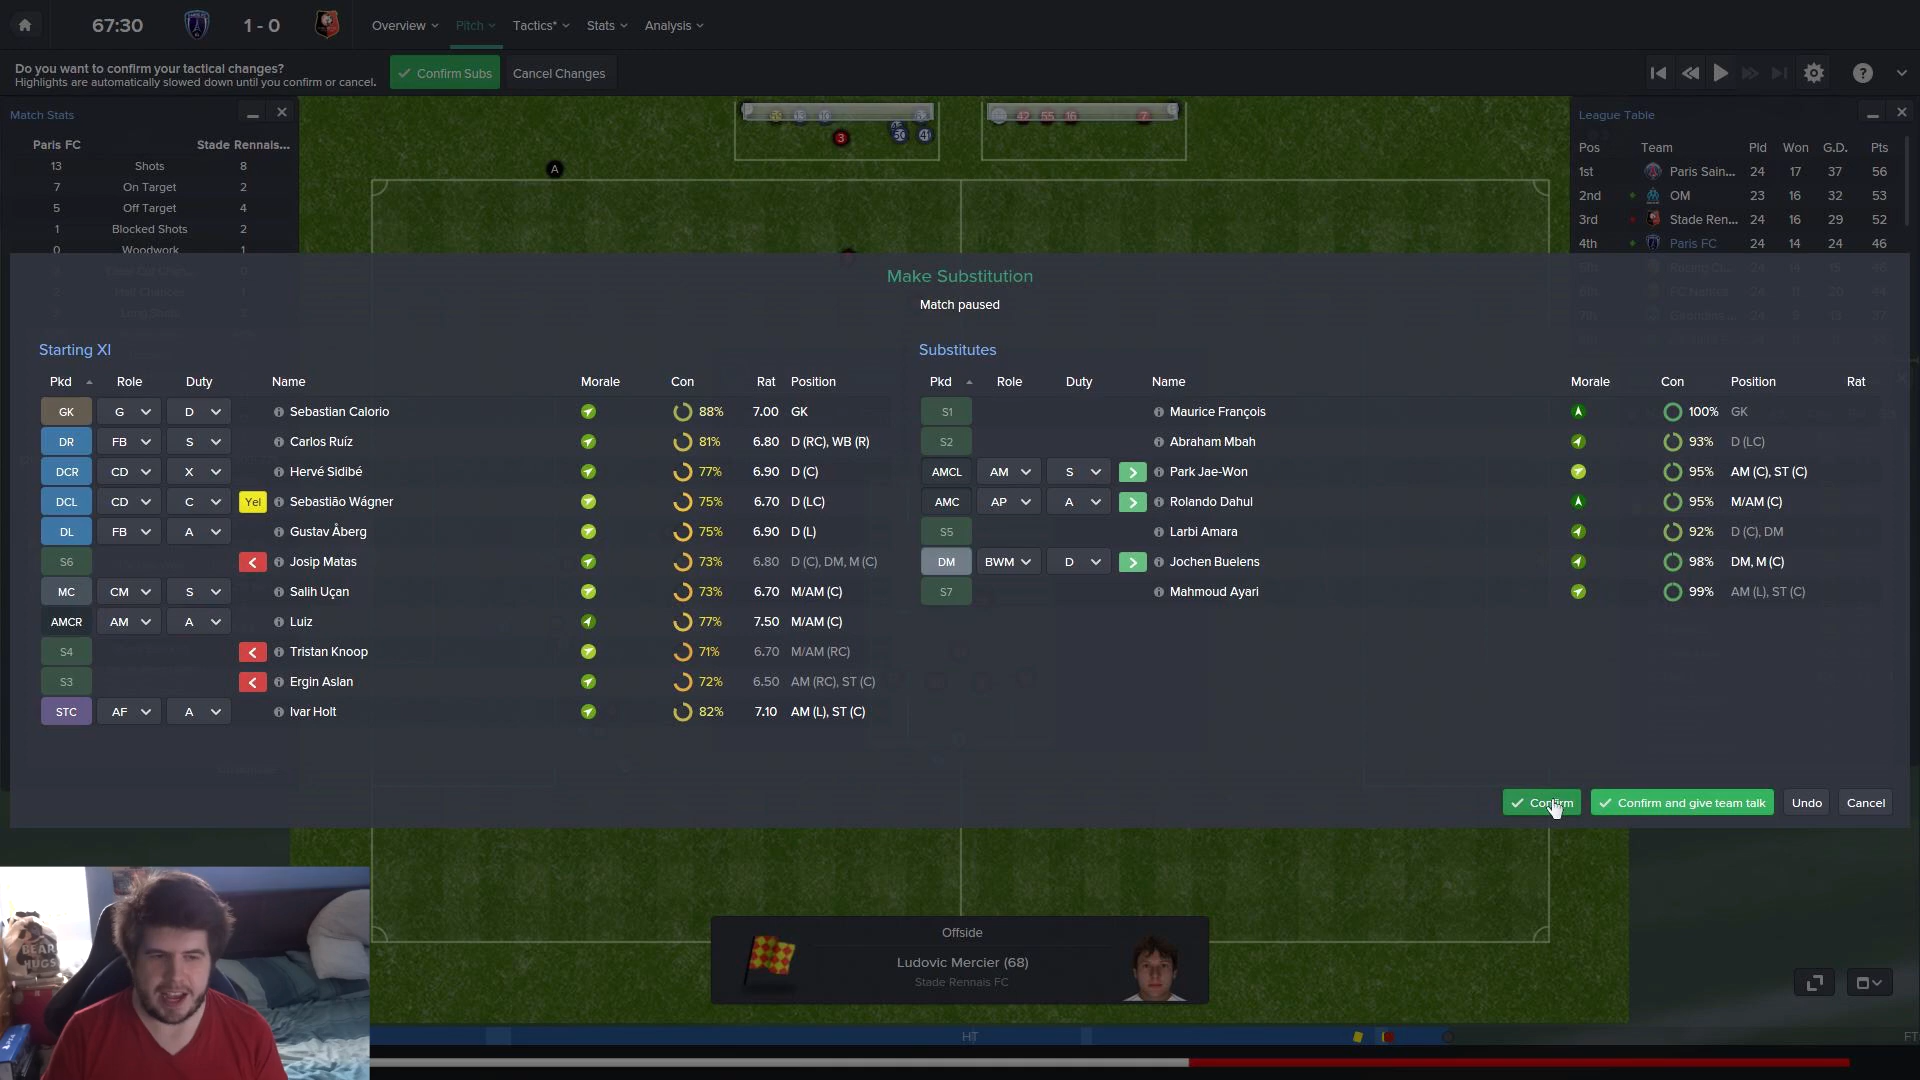 67:30 1 - 0 Overview Pitch Tactics* Stats Analysis
Do you want to confirm your tactical changes?
Highlights are automatically slowed down until you confirm or cancel.
Confirm Subs Cancel Changes
Match Stats
Paris FC Stade Rennais...
13 Shots 8
7 On Target 2
5 Off Target 4
1 Blocked Shots 2
0 Woodwork 1
League Table
Pos Team Pld Won G.D. Pts
1st Paris Sain... 24 17 37 56
2nd OM 23 16 32 53
3rd Stade Ren... 24 16 29 52
4th Paris FC 24 14 24 46
A
3
50
41
42 55 16 7
Make Substitution
Match paused
Starting XI
Pkd Role Duty Name Morale Con Rat Position
GK G D Sebastian Calorio 88% 7.00 GK
DR FB S Carlos Ruíz 81% 6.80 D (RC), WB (R)
DCR CD X Hervé Sidibé 77% 6.90 D (C)
DCL CD C Yel Sebastião Wágner 75% 6.70 D (LC)
DL FB A Gustav Åberg 75% 6.90 D (L)
S6 Josip Matas 73% 6.80 D (C), DM, M (C)
MC CM S Salih Uçan 73% 6.70 M/AM (C)
AMCR AM A Luiz 77% 7.50 M/AM (C)
S4 Tristan Knoop 71% 6.70 M/AM (RC)
S3 Ergin Aslan 72% 6.50 AM (RC), ST (C)
STC AF A Ivar Holt 82% 7.10 AM (L), ST (C)
Substitutes
Pkd Role Duty Name Morale Con Position Rat
S1 Maurice François 100% GK
S2 Abraham Mbah 93% D (LC)
AMCL AM S Park Jae-Won 95% AM (C), ST (C)
AMC AP A Rolando Dahul 95% M/AM (C)
S5 Larbi Amara 92% D (C), DM
DM BWM D Jochen Buelens 98% DM, M (C)
S7 Mahmoud Ayari 99% AM (L), ST (C)
Confirm Confirm and give team talk Undo Cancel
Offside
Ludovic Mercier (68)
Stade Rennais FC
HT FT
BEAR
HUGS